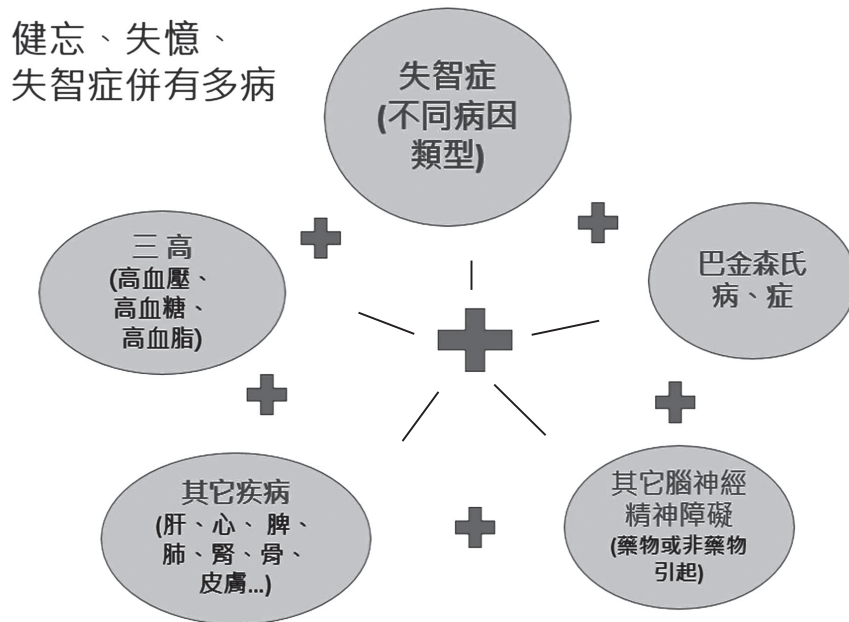 健忘、失憶、
失智症併有多病
失智症
(不同病因
類型)
三 高
(高血壓、
高血糖、
高血脂)
巴金森氏
病、症
其它疾病
(肝、心、 脾、
肺、腎、骨、
皮膚...)
其它腦神經
精神障礙
(藥物或非藥物
引起)